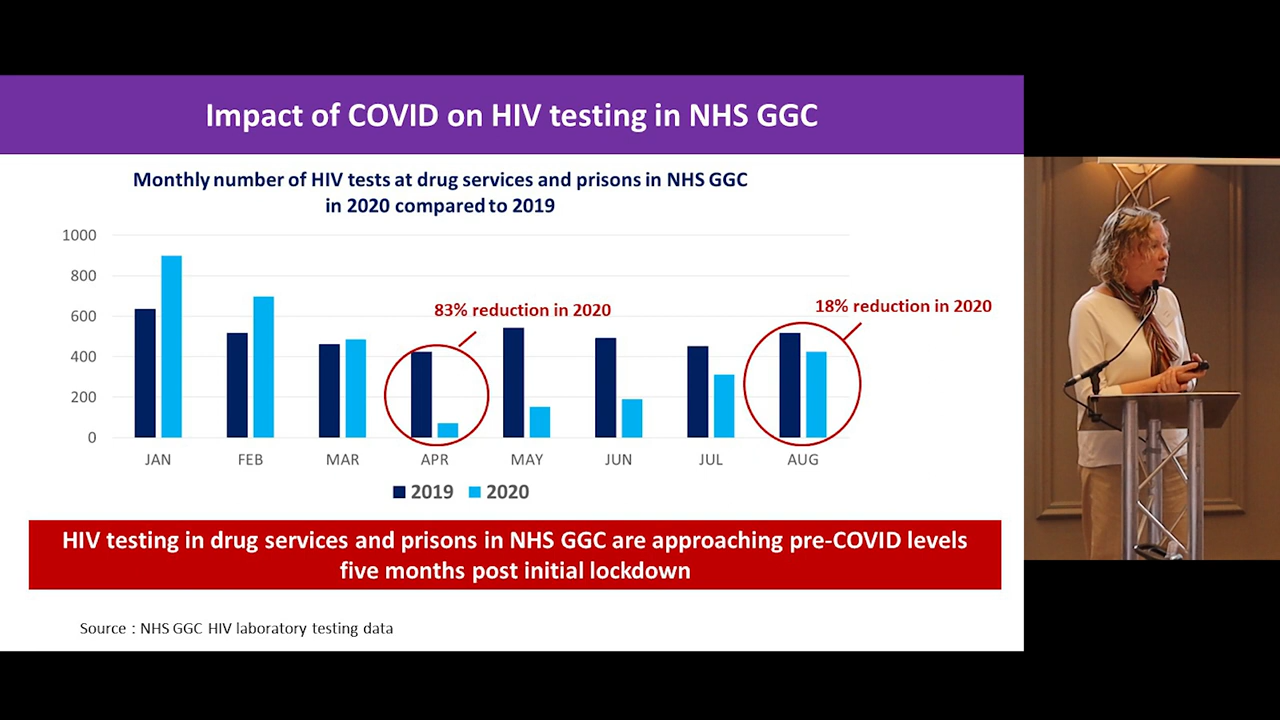 Impact of COVID on HIV testing in NHS GGC
Monthly number of HIV tests at drug services and prisons in NHS GGC
in 2020 compared to 2019
1000
800
600
400
200
0
83% reduction in 2020
18% reduction in 2020
JAN FEB MAR APR MAY JUN JUL AUG
2019 2020
HIV testing in drug services and prisons in NHS GGC are approaching pre-COVID levels
five months post initial lockdown
Source : NHS GGC HIV laboratory testing data